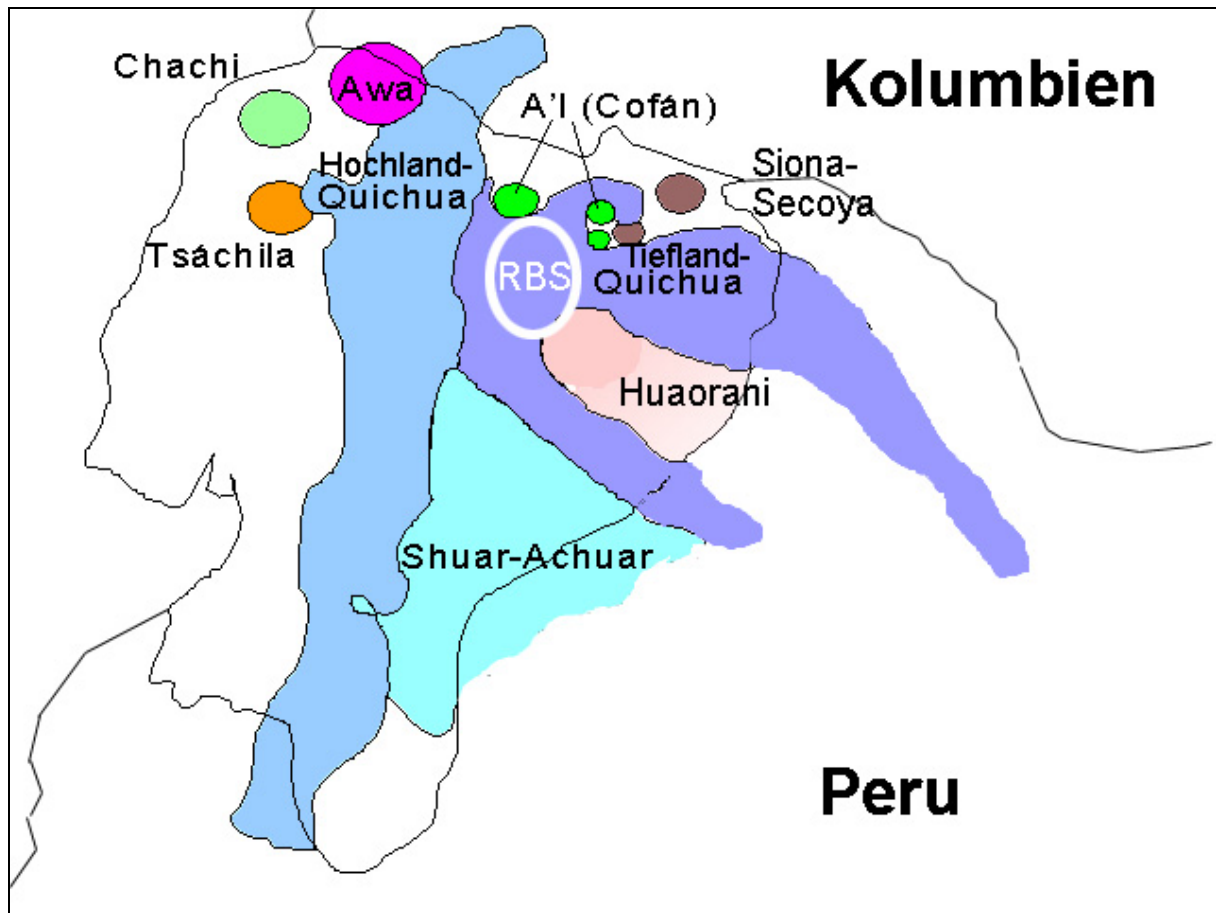 Kolumbien
Chachi
Awa
A'I (Cofán)
Hochland-
Quichua
Siona-
Secoya
Tsáchila
RBS
Tiefland-
Quichua
Huaorani
Shuar-Achuar
Peru